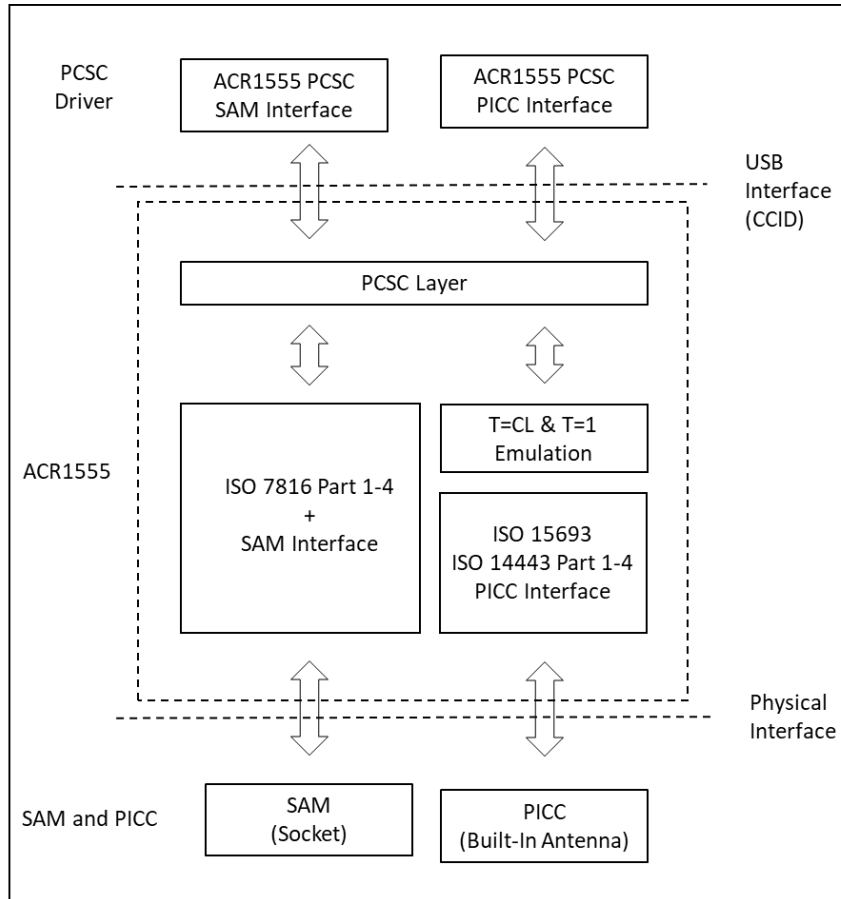 PCSC
Driver
ACR1555 PCSC
SAM Interface
ACR1555 PCSC
PICC Interface
USB
Interface
(CCID)
PCSC Layer
ACR1555
ISO 7816 Part 1-4
+
SAM Interface
T=CL & T=1
Emulation
ISO 15693
ISO 14443 Part 1-4
PICC Interface
Physical
Interface
SAM and PICC
SAM
(Socket)
PICC
(Built-In Antenna)